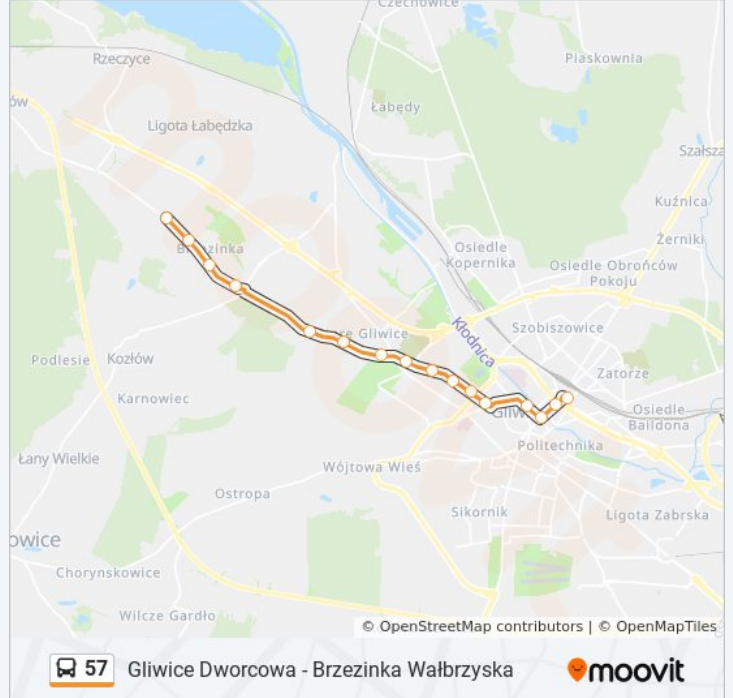 Czechowice
Rzeczyce
Piaskownia
Łabędy
Ligota Łabędzka
Szałsza
Kuźnica
Żerniki
Osiedle
Kopernika
Osiedle Obrońców
Pokoju
Kłodnica
Szobiszowice
Podlesie
Kozłów
Zatorze
Karnowiec
Osiedle
Baildona
Politechnika
Łany Wielkie
Wójtowa Wieś
Ostropa
Sikornik
Ligota Zabrska
Chorynskowice
Wilcze Gardło
© OpenStreetMap contributors | © OpenMapTiles
57 Gliwice Dworcowa - Brzezinka Wałbrzyska
moovit